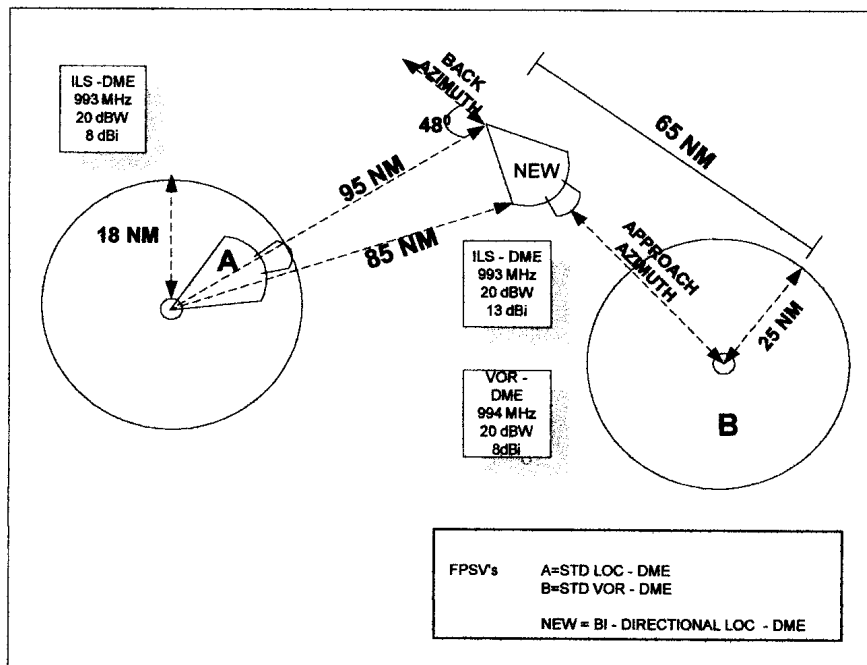 ILS -DME
993 MHz
20 dBW
8 dBi
BACK
AZIMUTH
48⁰
65 NM
NEW
95 NM
85 NM
18 NM
A
APPROACH
AZIMUTH
ILS - DME
993 MHz
20 dBW
13 dBi
25 NM
VOR -
DME
994 MHz
20 dBW
8dBi
B
FPSV's A=STD LOC - DME
B=STD VOR - DME
NEW = BI - DIRECTIONAL LOC - DME